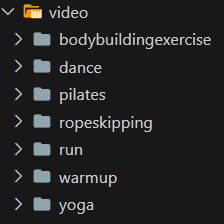 video
bodybuildingexercise
dance
pilates
ropeskipping
run
warmup
yoga